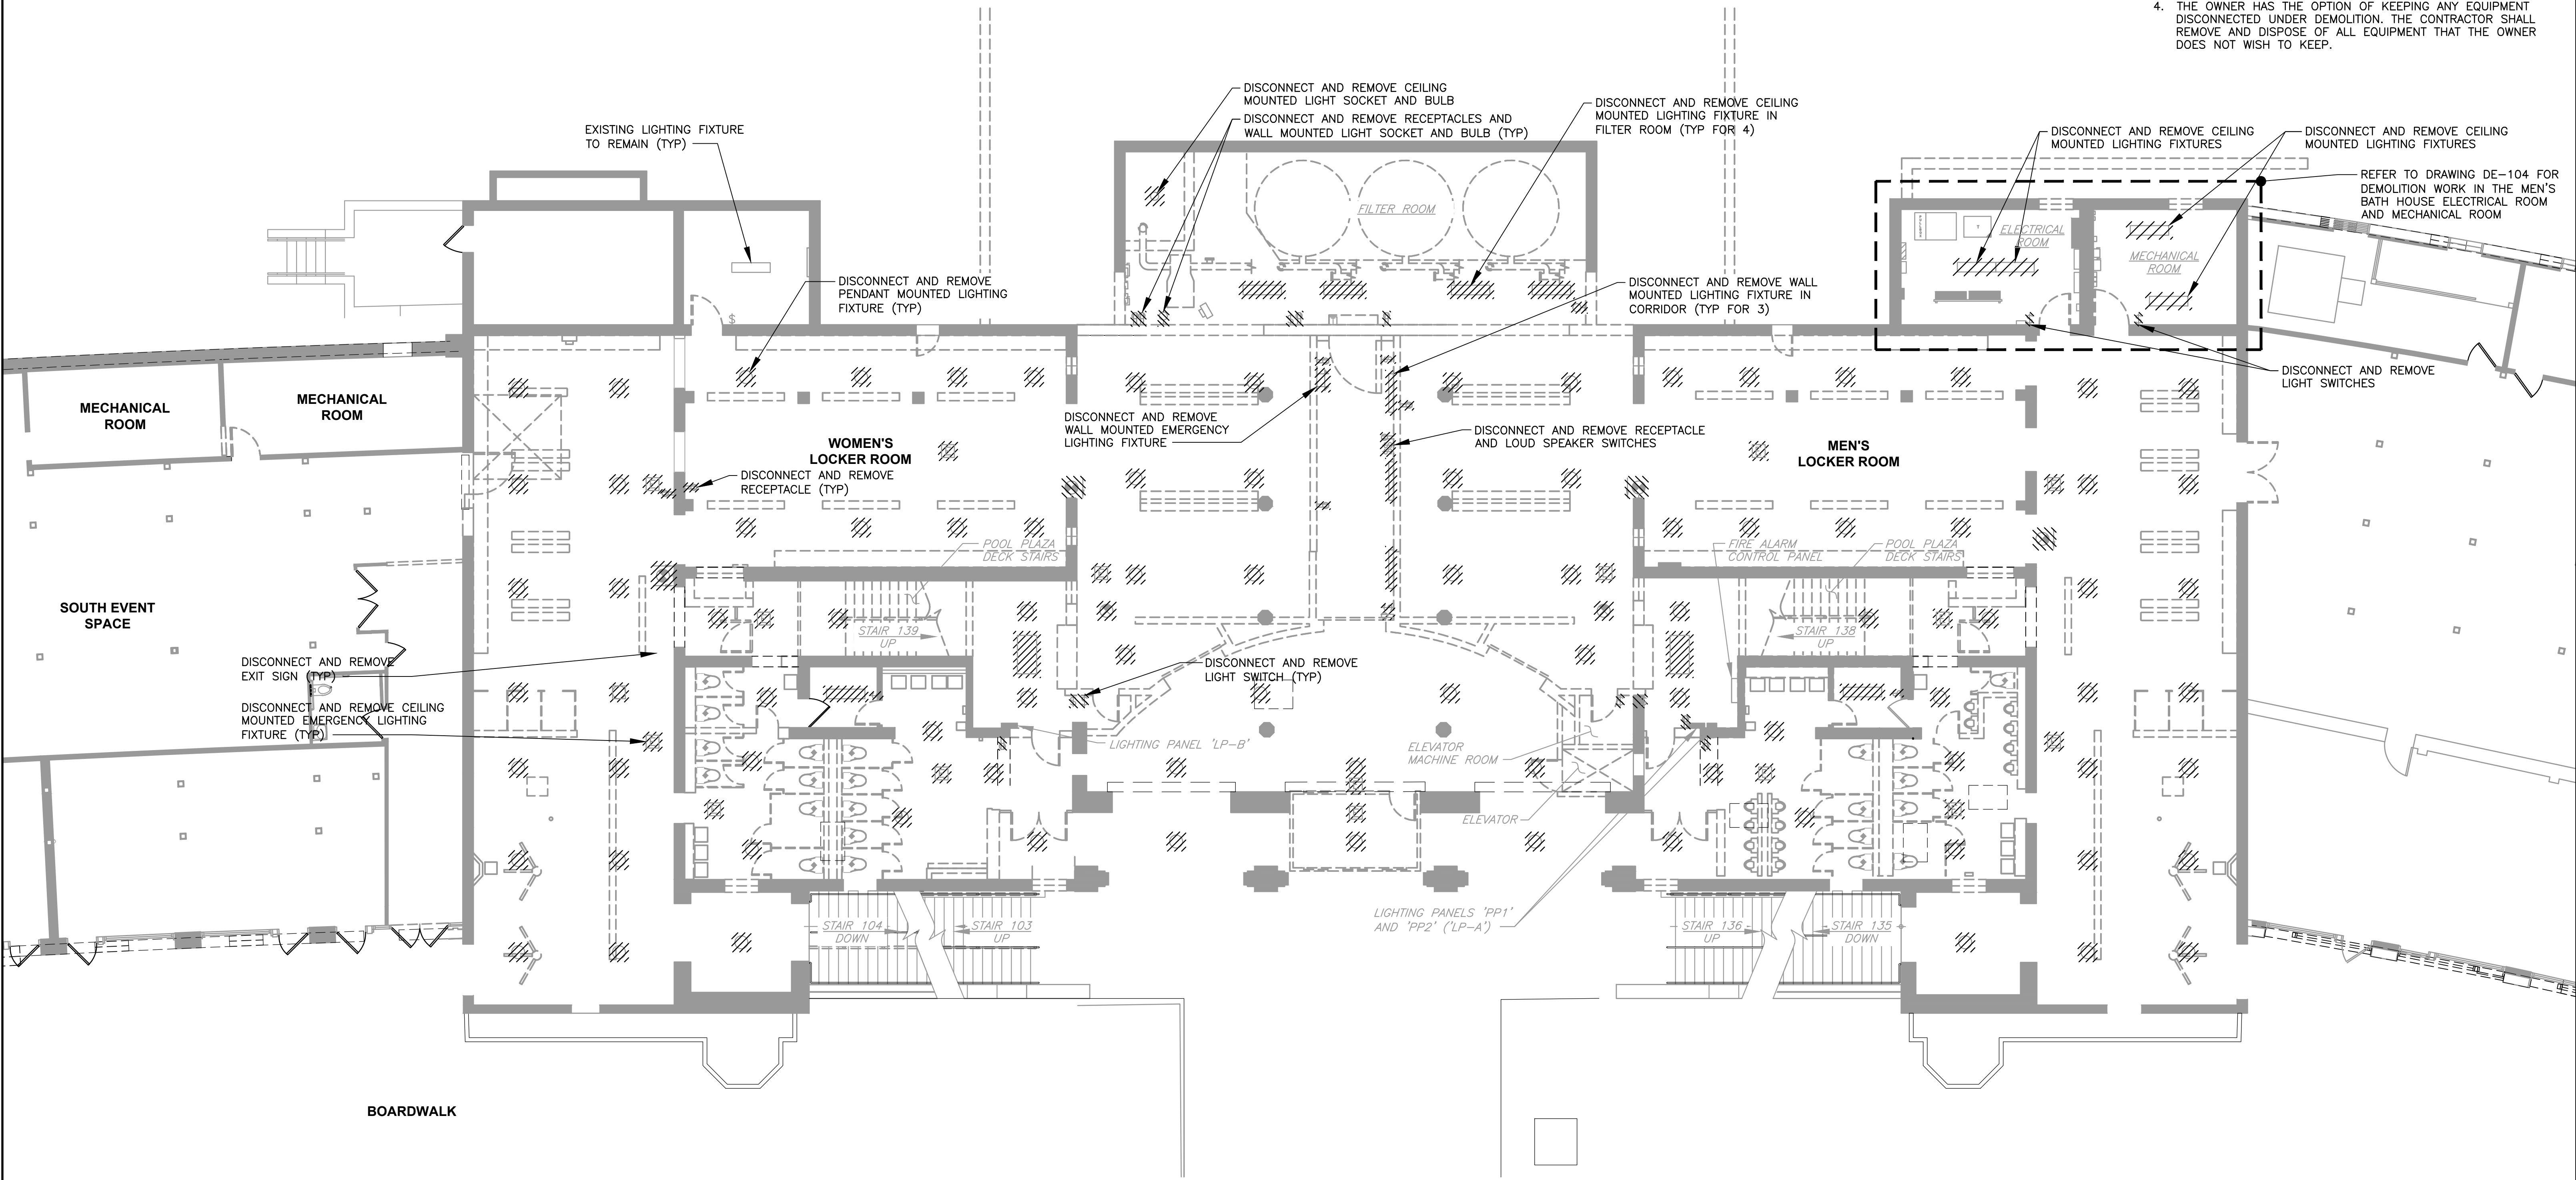 4. THE OWNER HAS THE OPTION OF KEEPING ANY EQUIPMENT
DISCONNECTED UNDER DEMOLITION. THE CONTRACTOR SHALL
REMOVE AND DISPOSE OF ALL EQUIPMENT THAT THE OWNER
DOES NOT WISH TO KEEP.
DISCONNECT AND REMOVE CEILING
MOUNTED LIGHT SOCKET AND BULB
DISCONNECT AND REMOVE RECEPTACLES AND
WALL MOUNTED LIGHT SOCKET AND BULB (TYP)
DISCONNECT AND REMOVE CEILING
MOUNTED LIGHTING FIXTURE IN
FILTER ROOM (TYP FOR 4)
EXISTING LIGHTING FIXTURE
TO REMAIN (TYP)
DISCONNECT AND REMOVE CEILING
MOUNTED LIGHTING FIXTURES
DISCONNECT AND REMOVE CEILING
MOUNTED LIGHTING FIXTURES
REFER TO DRAWING DE-104 FOR
DEMOLITION WORK IN THE MEN'S
BATH HOUSE ELECTRICAL ROOM
AND MECHANICAL ROOM
FILTER ROOM
ELECTRICAL
ROOM
MECHANICAL
ROOM
DISCONNECT AND REMOVE
PENDANT MOUNTED LIGHTING
FIXTURE (TYP)
DISCONNECT AND REMOVE WALL
MOUNTED LIGHTING FIXTURE IN
CORRIDOR (TYP FOR 3)
$
DISCONNECT AND REMOVE
LIGHT SWITCHES
MECHANICAL
ROOM
MECHANICAL
ROOM
WOMEN'S
LOCKER ROOM
DISCONNECT AND REMOVE
WALL MOUNTED EMERGENCY
LIGHTING FIXTURE
DISCONNECT AND REMOVE RECEPTACLE
AND LOUD SPEAKER SWITCHES
MEN'S
LOCKER ROOM
DISCONNECT AND REMOVE
RECEPTACLE (TYP)
POOL PLAZA
DECK STAIRS
FIRE ALARM
CONTROL PANEL
POOL PLAZA
DECK STAIRS
SOUTH EVENT
SPACE
STAIR 139
UP
STAIR 138
UP
DISCONNECT AND REMOVE
EXIT SIGN (TYP)
DISCONNECT AND REMOVE
LIGHT SWITCH (TYP)
DISCONNECT AND REMOVE CEILING
MOUNTED EMERGENCY LIGHTING
FIXTURE (TYP)
LIGHTING PANEL 'LP-B'
ELEVATOR
MACHINE ROOM
ELEVATOR
LIGHTING PANELS 'PP1'
AND 'PP2' ('LP-A')
STAIR 104
DOWN
STAIR 103
UP
STAIR 136
UP
STAIR 135
DOWN
BOARDWALK